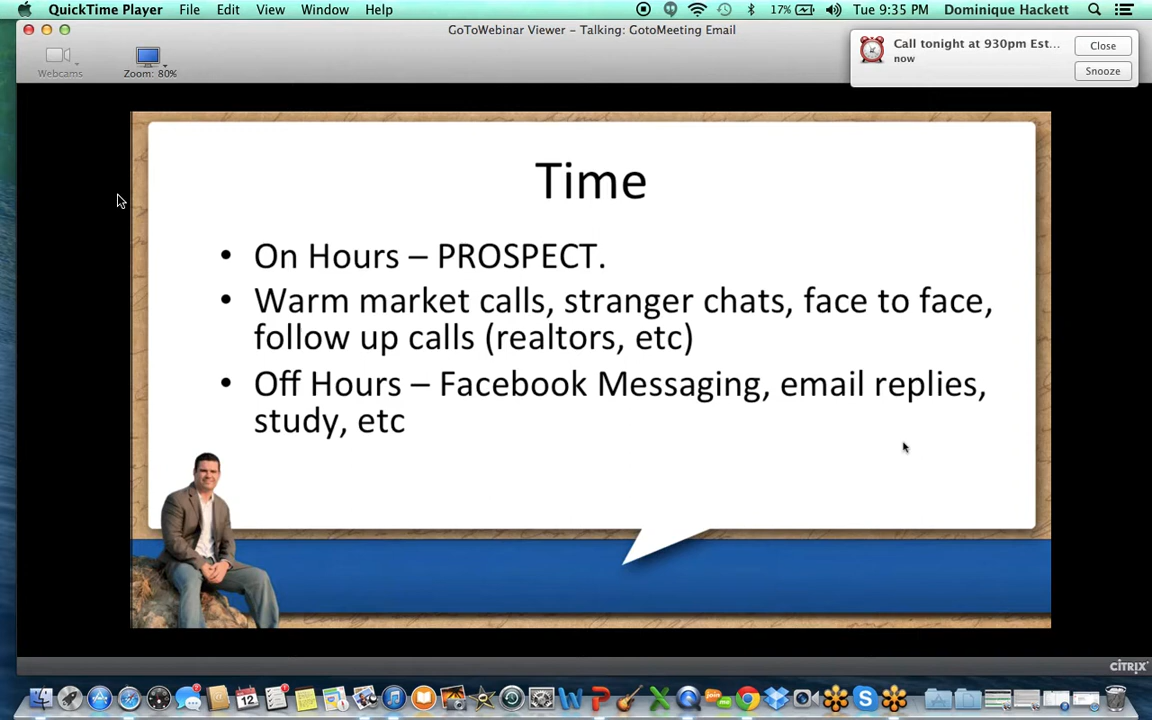 QuickTime Player File Edit View Window Help 17% Tue 9:35 PM Dominique Hackett
GoToWebinar Viewer – Talking: GotoMeeting Email
Call tonight at 930pm Est...
now
Close
Snooze
Webcams
Zoom: 80%
Time
• On Hours – PROSPECT.
• Warm market calls, stranger chats, face to face,
follow up calls (realtors, etc)
• Off Hours – Facebook Messaging, email replies,
study, etc
CITRIX